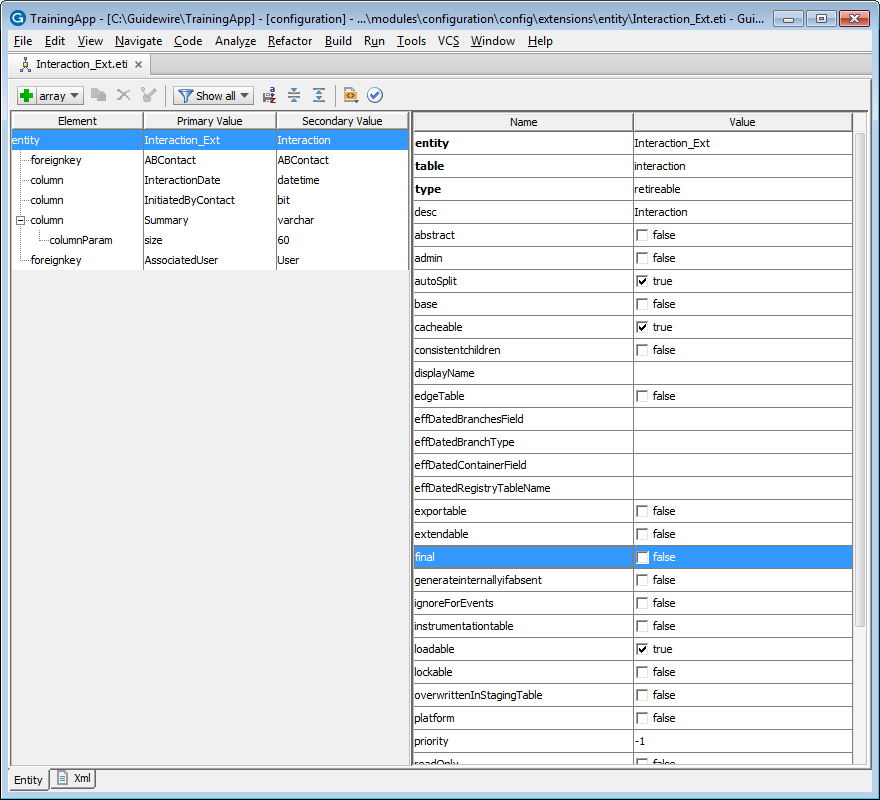 TrainingApp - [C:\Guidewire\TrainingApp] - [configuration] - ...\modules\configuration\config\extensions\entity\Interaction_Ext.eti - Gui...
File Edit View Navigate Code Analyze Refactor Build Run Tools VCS Window Help
Interaction_Ext.eti
array Show all
Element Primary Value Secondary Value
entity Interaction_Ext Interaction
foreignkey ABContact ABContact
column InteractionDate datetime
column InitiatedByContact bit
column Summary varchar
columnParam size 60
foreignkey AssociatedUser User
Name Value
entity Interaction_Ext
table interaction
type retireable
desc Interaction
abstract false
admin false
autoSplit true
base false
cacheable true
consistentchildren false
displayName
edgeTable false
effDatedBranchesField
effDatedBranchType
effDatedContainerField
effDatedRegistryTableName
exportable false
extendable false
final false
generateinternallyifabsent false
ignoreForEvents false
instrumentationtable false
loadable true
lockable false
overwrittenInStagingTable false
platform false
priority -1
readOnly false
Entity Xml